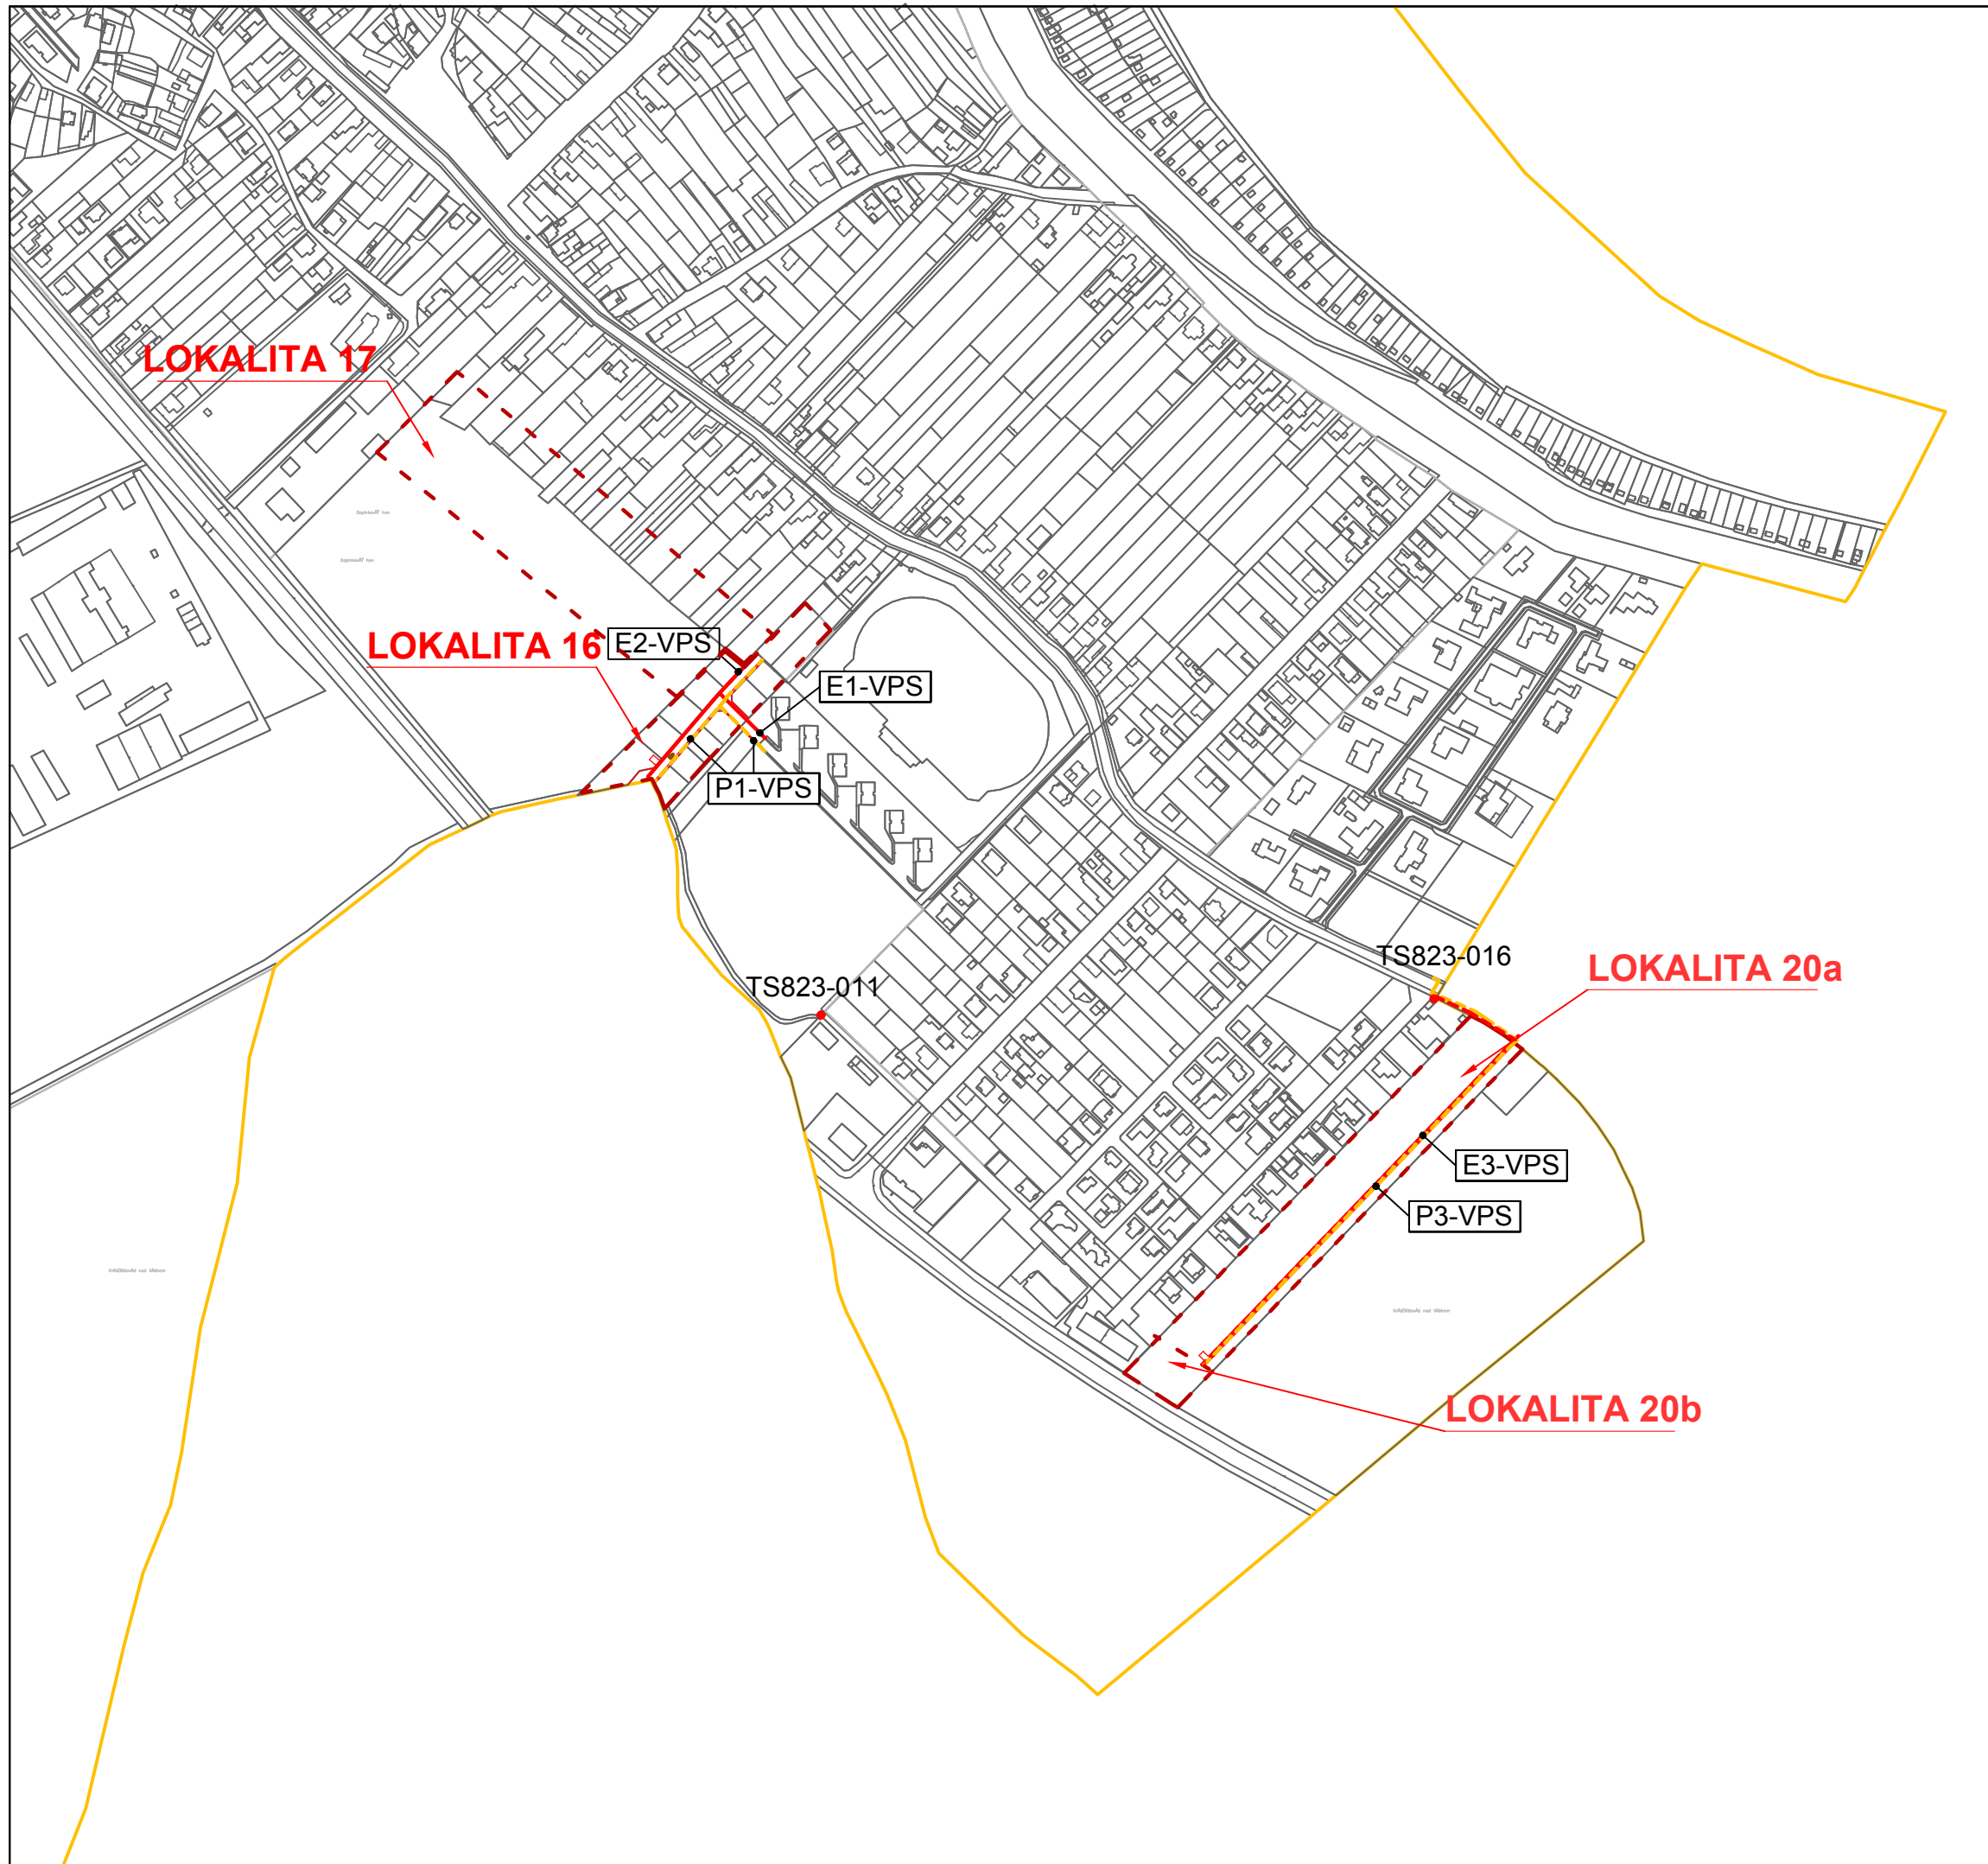 LOKALITA 17
LOKALITA 16
E2-VPS
E1-VPS
P1-VPS
TS823-016
LOKALITA 20a
TS823-011
E3-VPS
P3-VPS
LOKALITA 20b